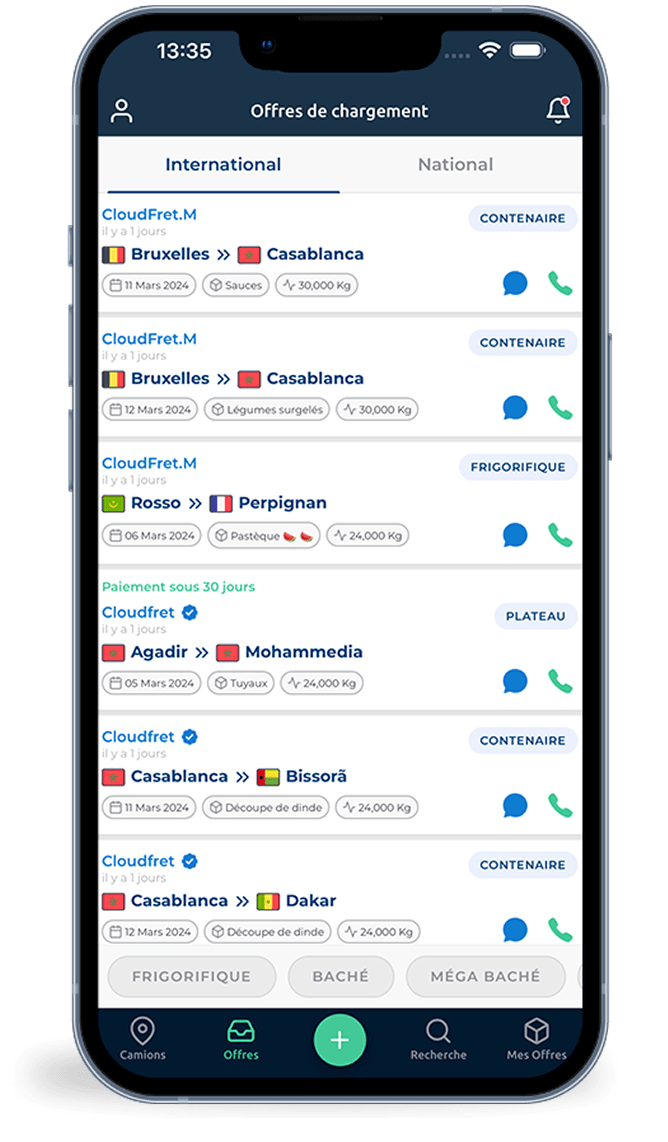 13:35
Offres de chargement
International National
CloudFret.M CONTENAIRE
il y a 1 jours
Bruxelles >> Casablanca
11 Mars 2024 Sauces 30,000 Kg
CloudFret.M CONTENAIRE
il y a 1 jours
Bruxelles >> Casablanca
12 Mars 2024 Légumes surgelés 30,000 Kg
CloudFret.M FRIGORIFIQUE
il y a 1 jours
Rosso >> Perpignan
06 Mars 2024 Pastèque 🍉 🍉 24,000 Kg
Paiement sous 30 jours
Cloudfret PLATEAU
il y a 1 jours
Agadir >> Mohammedia
05 Mars 2024 Tuyaux 24,000 Kg
Cloudfret CONTENAIRE
il y a 1 jours
Casablanca >> Bissorã
11 Mars 2024 Découpe de dinde 24,000 Kg
Cloudfret CONTENAIRE
il y a 1 jours
Casablanca >> Dakar
12 Mars 2024 Découpe de dinde 24,000 Kg
FRIGORIFIQUE BACHÉ MÉGA BACHÉ
Camions Offres + Recherche Mes Offres